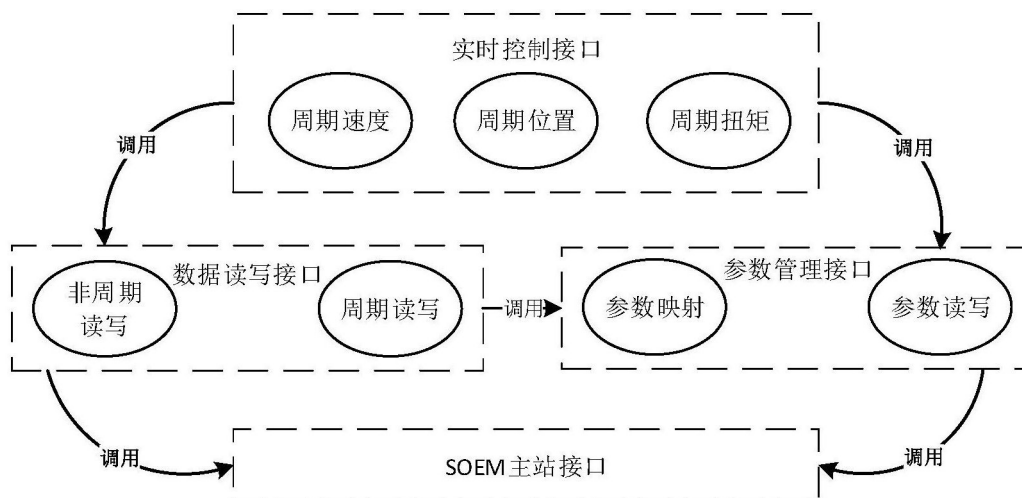 实时控制接口
周期速度
周期位置
周期扭矩
调用
调用
数据读写接口
非周期
读写
周期读写
调用
参数管理接口
参数映射
参数读写
调用
SOEM主站接口
调用